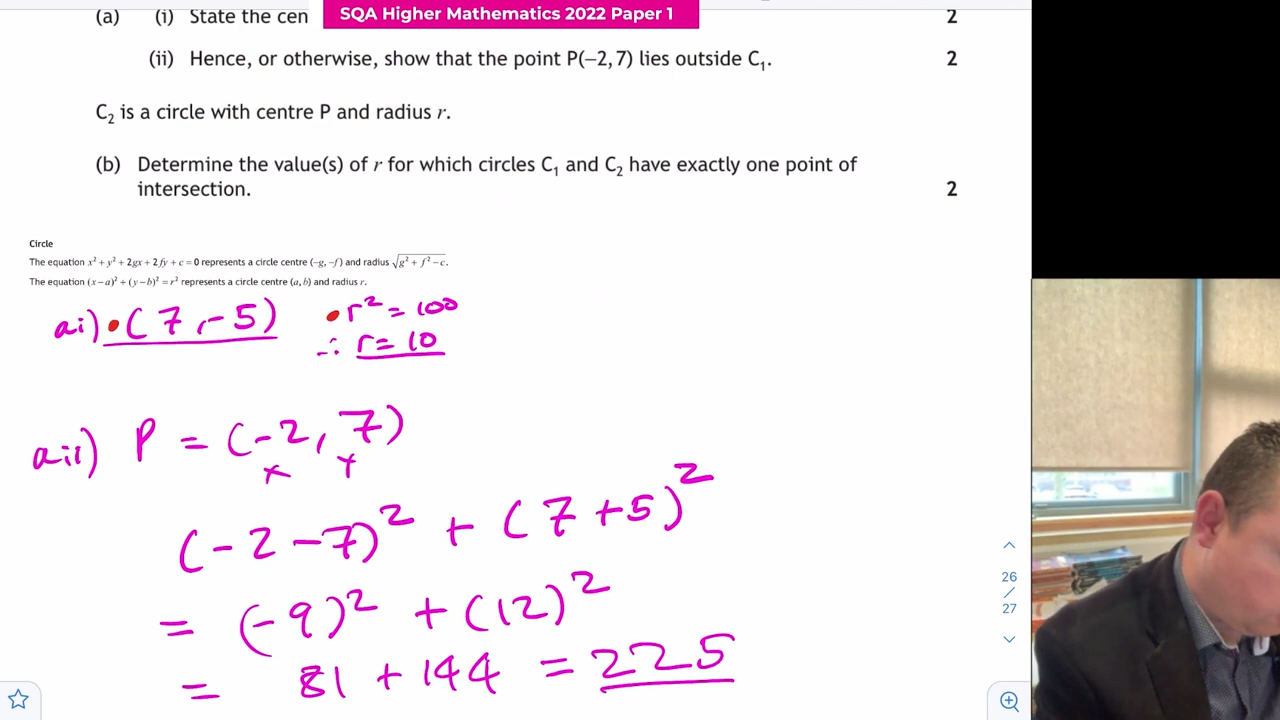 SQA Higher Mathematics 2022 Paper 1
(a) (i) State the cen 2
(ii) Hence, or otherwise, show that the point P(−2,7) lies outside C₁. 2
C₂ is a circle with centre P and radius r.
(b) Determine the value(s) of r for which circles C₁ and C₂ have exactly one point of
intersection. 2
Circle
The equation x² + y² + 2gx + 2fy + c = 0 represents a circle centre (−g, −f) and radius √(g² + f² − c).
The equation (x − a)² + (y − b)² = r² represents a circle centre (a, b) and radius r.
ai) • (7, -5) • r² = 100
∴ r = 10
aii) P = (-2, 7)
x y
(-2 -7)² + (7 +5)²
= (-9)² + (12)²
= 81 + 144 = 225
26
/
27